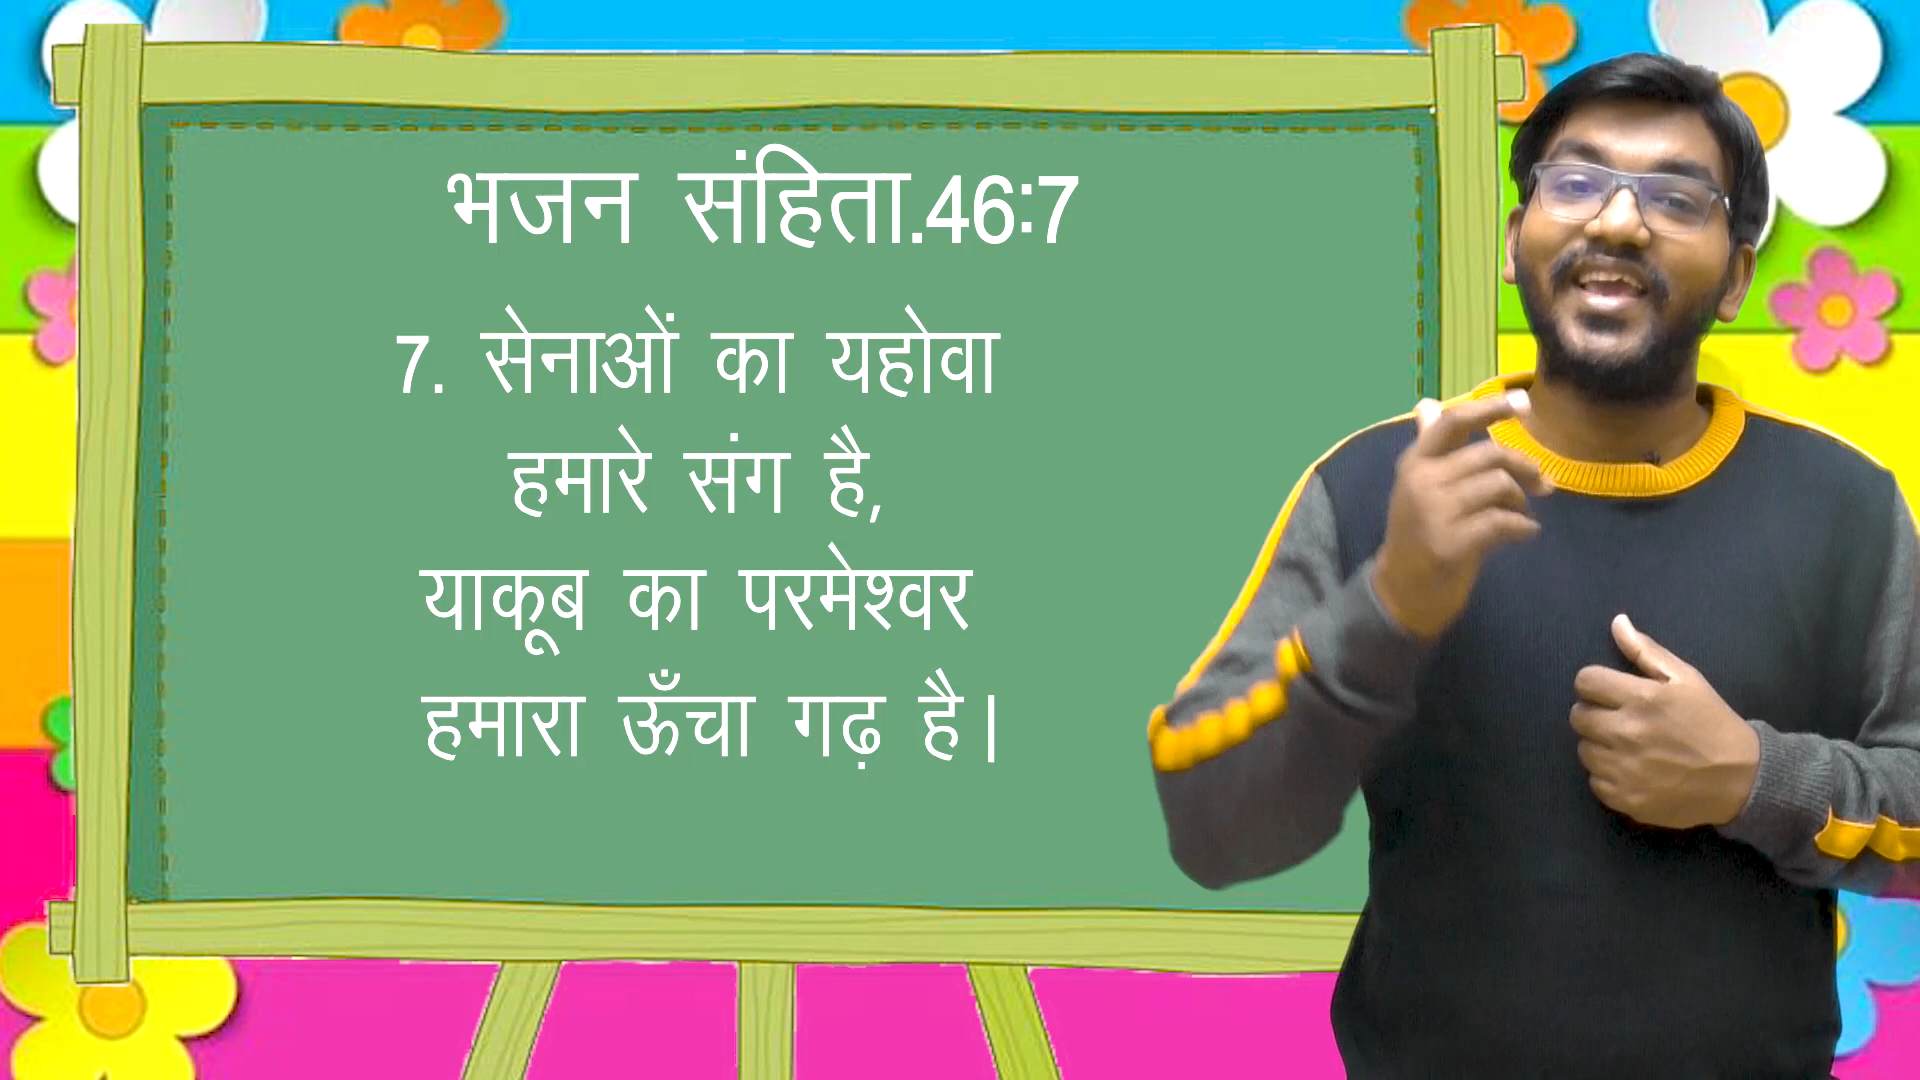 भजन संहिता.46:7
7. सेनाओं का यहोवा
हमारे संग है,
याकूब का परमेश्वर
हमारा ऊँचा गढ़ है|